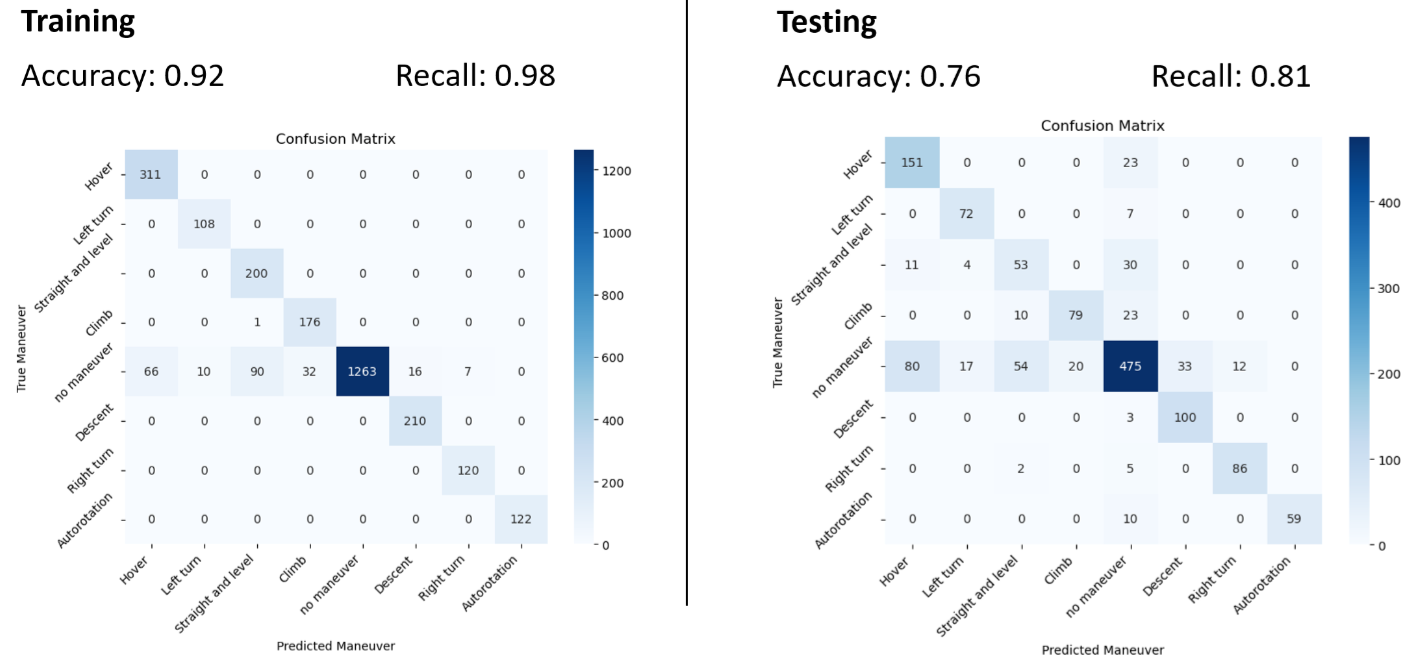 Training
Accuracy: 0.92 Recall: 0.98
Confusion Matrix
Hover 311 0 0 0 0 0 0 0
Left turn 0 108 0 0 0 0 0 0
Straight and level 0 0 200 0 0 0 0 0
Climb 0 0 1 176 0 0 0 0
no maneuver 66 10 90 32 1263 16 7 0
Descent 0 0 0 0 0 210 0 0
Right turn 0 0 0 0 0 0 120 0
Autorotation 0 0 0 0 0 0 0 122
Hover Left turn Straight and level Climb no maneuver Descent Right turn Autorotation
True Maneuver
Predicted Maneuver
1200
1000
800
600
400
200
0
Testing
Accuracy: 0.76 Recall: 0.81
Confusion Matrix
Hover 151 0 0 0 23 0 0 0
Left turn 0 72 0 0 7 0 0 0
Straight and level 11 4 53 0 30 0 0 0
Climb 0 0 10 79 23 0 0 0
no maneuver 80 17 54 20 475 33 12 0
Descent 0 0 0 0 3 100 0 0
Right turn 0 0 2 0 5 0 86 0
Autorotation 0 0 0 0 10 0 0 59
Hover Left turn Straight and level Climb no maneuver Descent Right turn Autorotation
True Maneuver
Predicted Maneuver
400
300
200
100
0